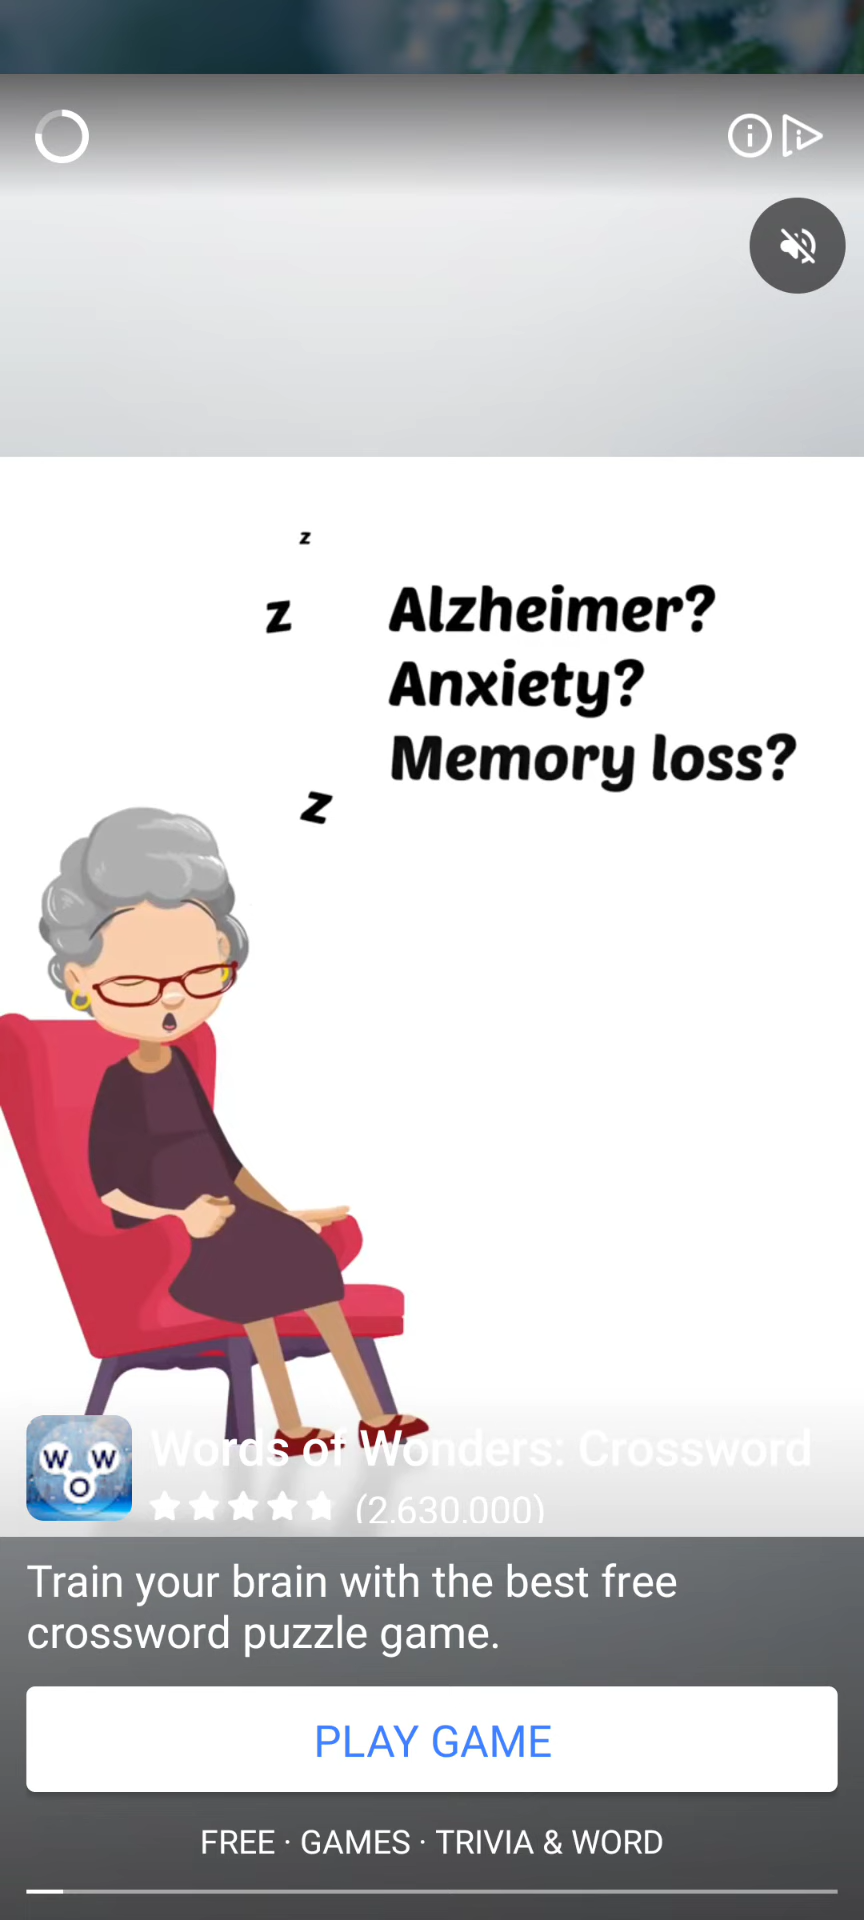 z
z
Alzheimer?
Anxiety?
Memory loss?
z
W W
O
Words of Wonders: Crossword
(2.630.000)
Train your brain with the best free
crossword puzzle game.
PLAY GAME
FREE · GAMES · TRIVIA & WORD